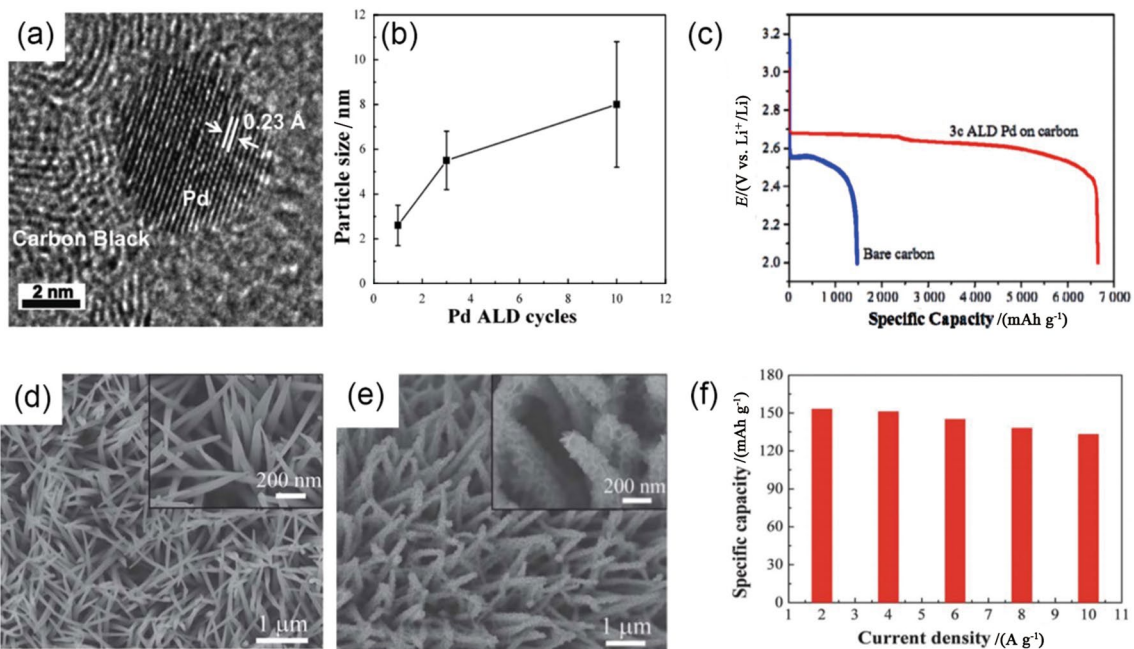 (a)
0.23 Å
Pd
Carbon Black
2 nm
(b)
Particle size / nm
12
10
8
6
4
2
0
0 2 4 6 8 10 12
Pd ALD cycles
(c)
E/(V vs. Li⁺/Li)
3.2
3.0
2.8
2.6
2.4
2.2
2.0
3c ALD Pd on carbon
Bare carbon
0 1 000 2 000 3 000 4 000 5 000 6 000 7 000
Specific Capacity /(mAh g⁻¹)
(d)
200 nm
1 μm
(e)
200 nm
1 μm
(f)
Specific capacity /(mAh g⁻¹)
180
150
120
90
60
30
0
1 2 3 4 5 6 7 8 9 10 11
Current density /(A g⁻¹)